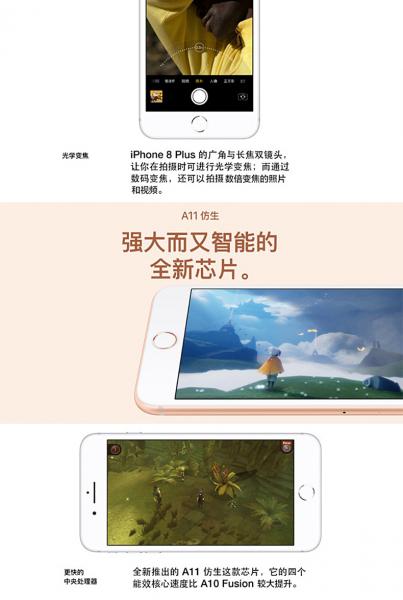 光学变焦
iPhone 8 Plus 的广角与长焦双镜头，
让你在拍摄时可进行光学变焦；而通过
数码变焦，还可以拍摄数倍变焦的照片
和视频。
A11 仿生
强大而又智能的
全新芯片。
更快的
中央处理器
全新推出的 A11 仿生这款芯片，它的四个
能效核心速度比 A10 Fusion 较大提升。